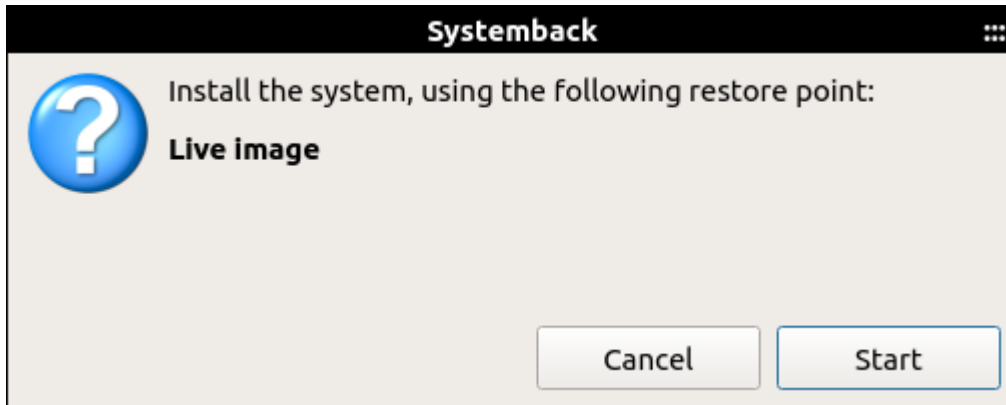 Systemback
Install the system, using the following restore point:
Live image
Cancel
Start